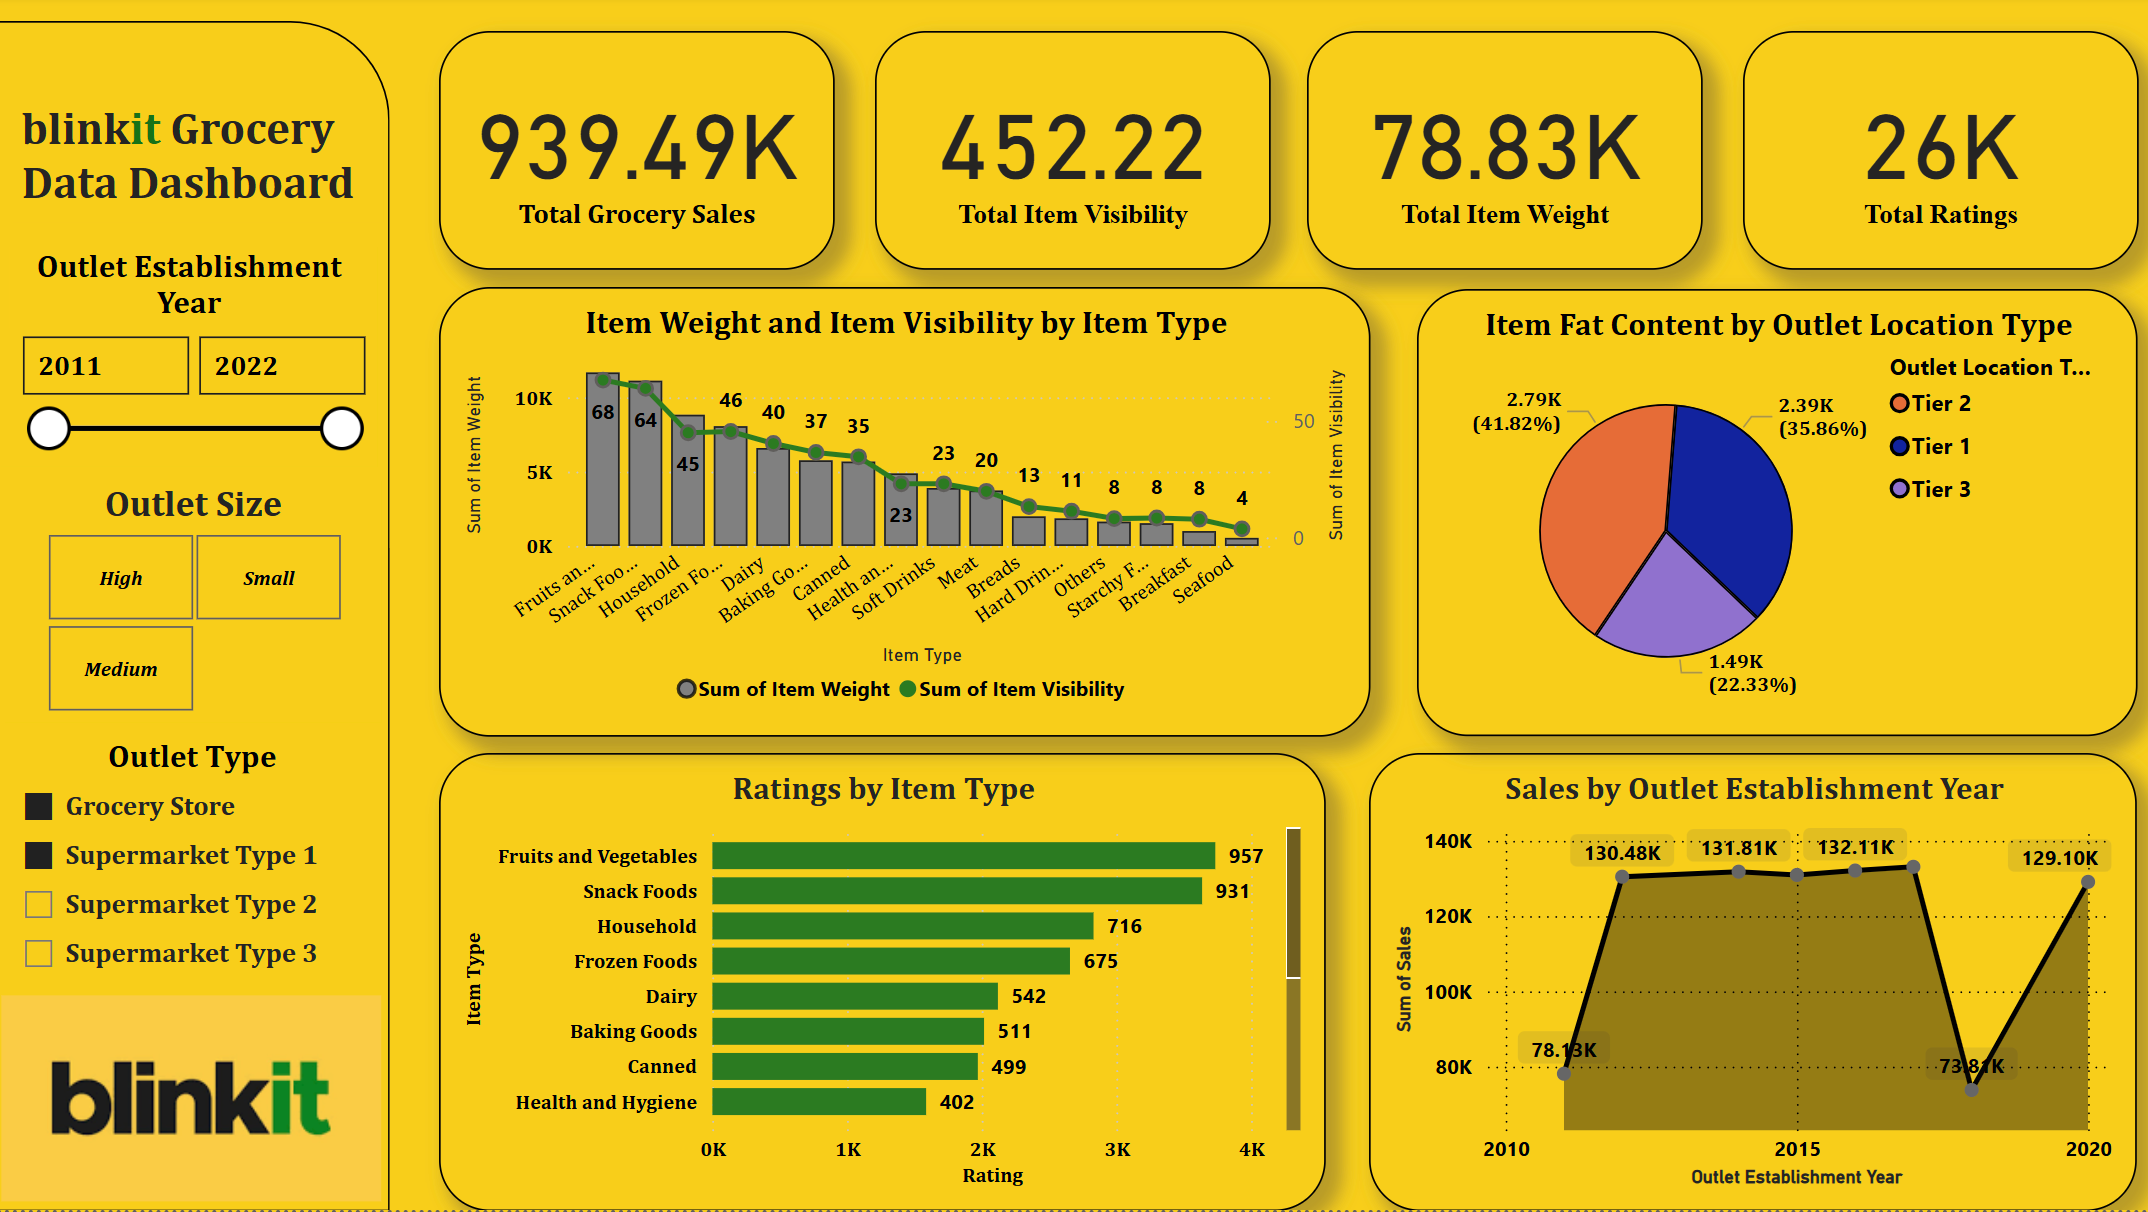 blinkit Grocery
Data Dashboard
Outlet Establishment
Year
2011
2022
Outlet Size
High
Small
Medium
Outlet Type
Grocery Store
Supermarket Type 1
Supermarket Type 2
Supermarket Type 3
blinkit
939.49K
Total Grocery Sales
452.22
Total Item Visibility
78.83K
Total Item Weight
26K
Total Ratings
Item Weight and Item Visibility by Item Type
Sum of Item Weight
10K
5K
0K
68
64
45
46
40
37
35
23
23
20
13
11
8
8
8
4
50
0
Sum of Item Visibility
Fruits an...
Snack Foo...
Household
Frozen Fo...
Dairy
Baking Go...
Canned
Health an...
Soft Drinks
Meat
Breads
Hard Drin...
Others
Starchy F...
Breakfast
Seafood
Item Type
Sum of Item Weight
Sum of Item Visibility
Item Fat Content by Outlet Location Type
Outlet Location T...
Tier 2
Tier 1
Tier 3
2.79K
(41.82%)
2.39K
(35.86%)
1.49K
(22.33%)
Ratings by Item Type
Item Type
Fruits and Vegetables
957
Snack Foods
931
Household
716
Frozen Foods
675
Dairy
542
Baking Goods
511
Canned
499
Health and Hygiene
402
0K
1K
2K
3K
4K
Rating
Sales by Outlet Establishment Year
Sum of Sales
140K
120K
100K
80K
78.13K
130.48K
131.81K
132.11K
73.81K
129.10K
2010
2015
2020
Outlet Establishment Year